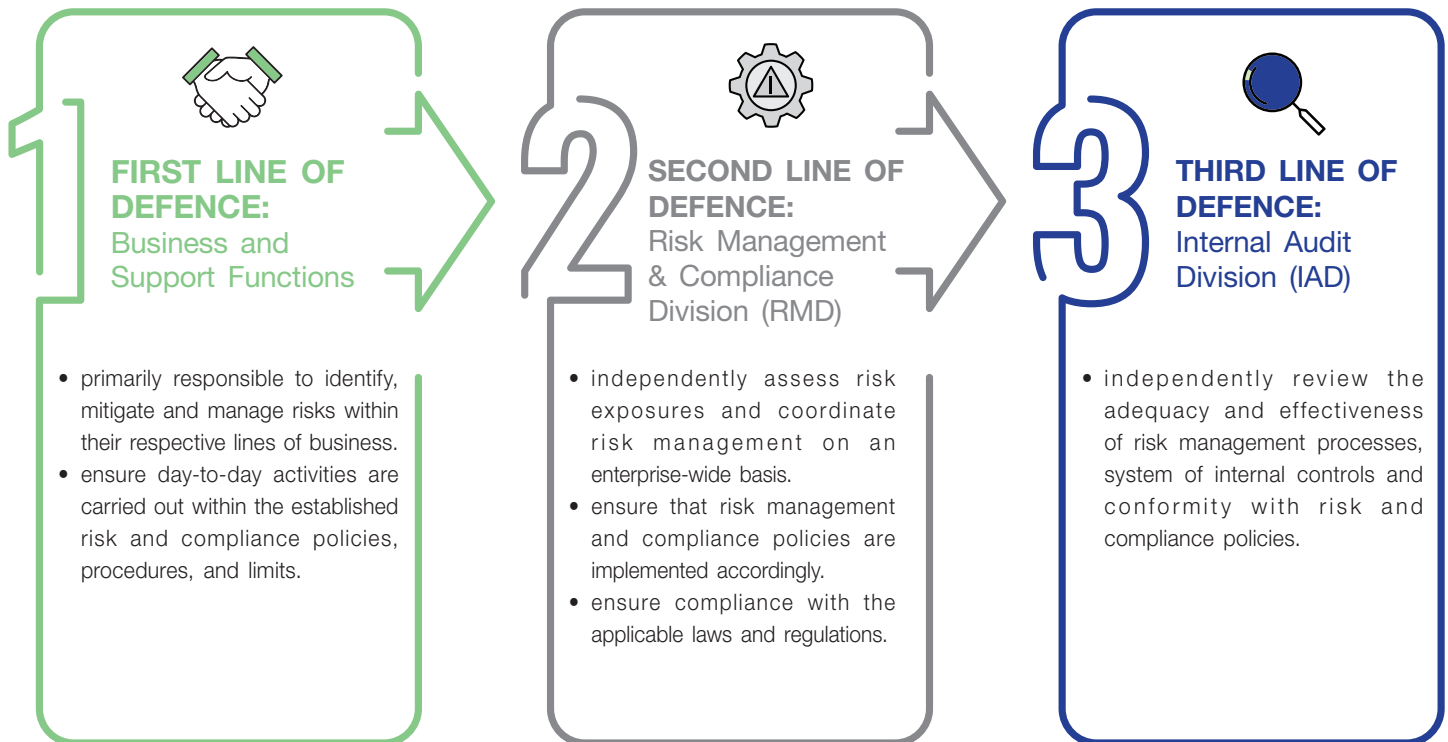 1
FIRST LINE OF
DEFENCE:
Business and
Support Functions
• primarily responsible to identify,
mitigate and manage risks within
their respective lines of business.
• ensure day-to-day activities are
carried out within the established
risk and compliance policies,
procedures, and limits.
2
SECOND LINE OF
DEFENCE:
Risk Management
& Compliance
Division (RMD)
• independently assess risk
exposures and coordinate
risk management on an
enterprise-wide basis.
• ensure that risk management
and compliance policies are
implemented accordingly.
• ensure compliance with the
applicable laws and regulations.
3
THIRD LINE OF
DEFENCE:
Internal Audit
Division (IAD)
• independently review the
adequacy and effectiveness
of risk management processes,
system of internal controls and
conformity with risk and
compliance policies.